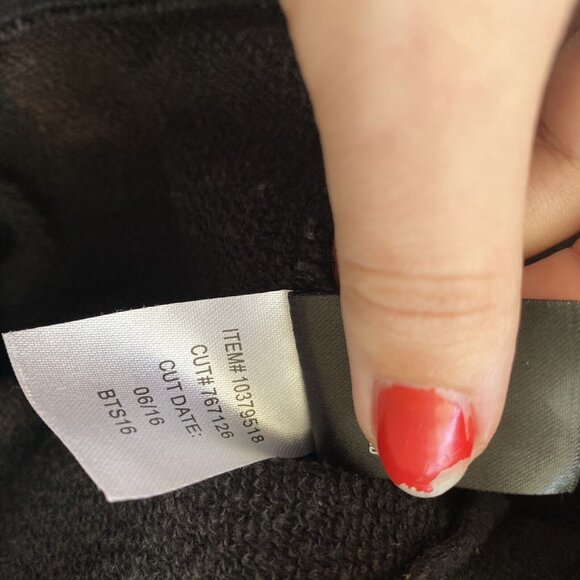 ITEM# 10379518
CUT# 767126
CUT DATE:
06/16
BTS16